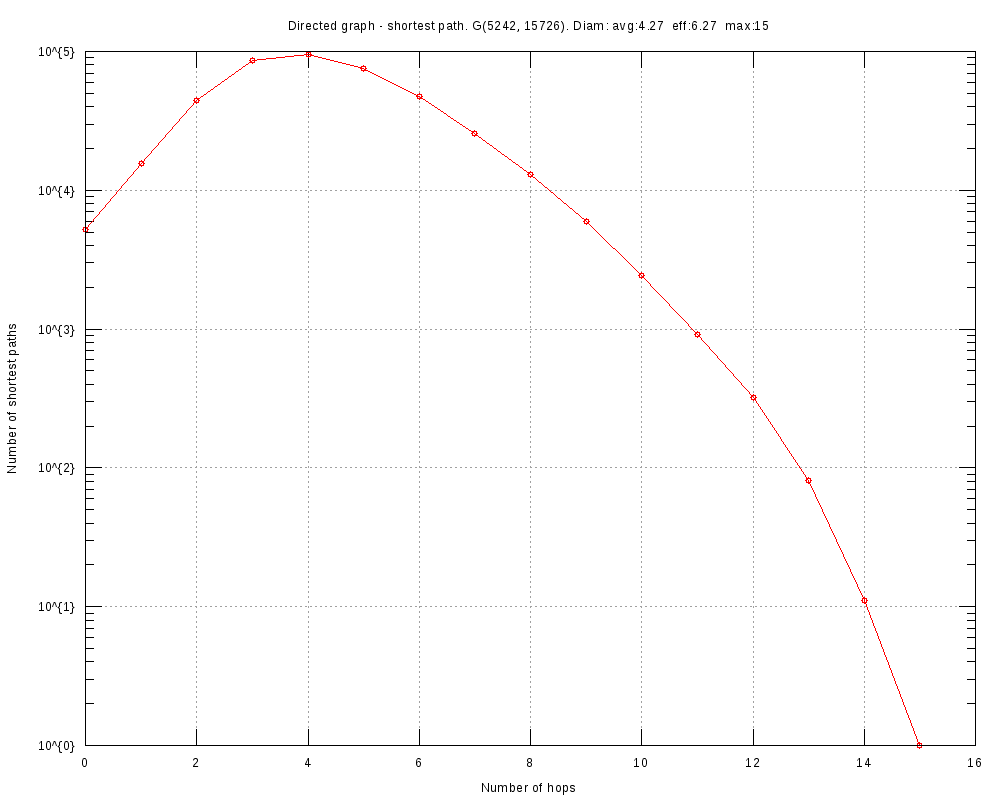 Directed graph - shortest path. G(5242, 15726). Diam: avg:4.27  eff:6.27  max:15
10^{5}
10^{4}
10^{3}
10^{2}
10^{1}
10^{0}
Number of shortest paths
0 2 4 6 8 10 12 14 16
Number of hops